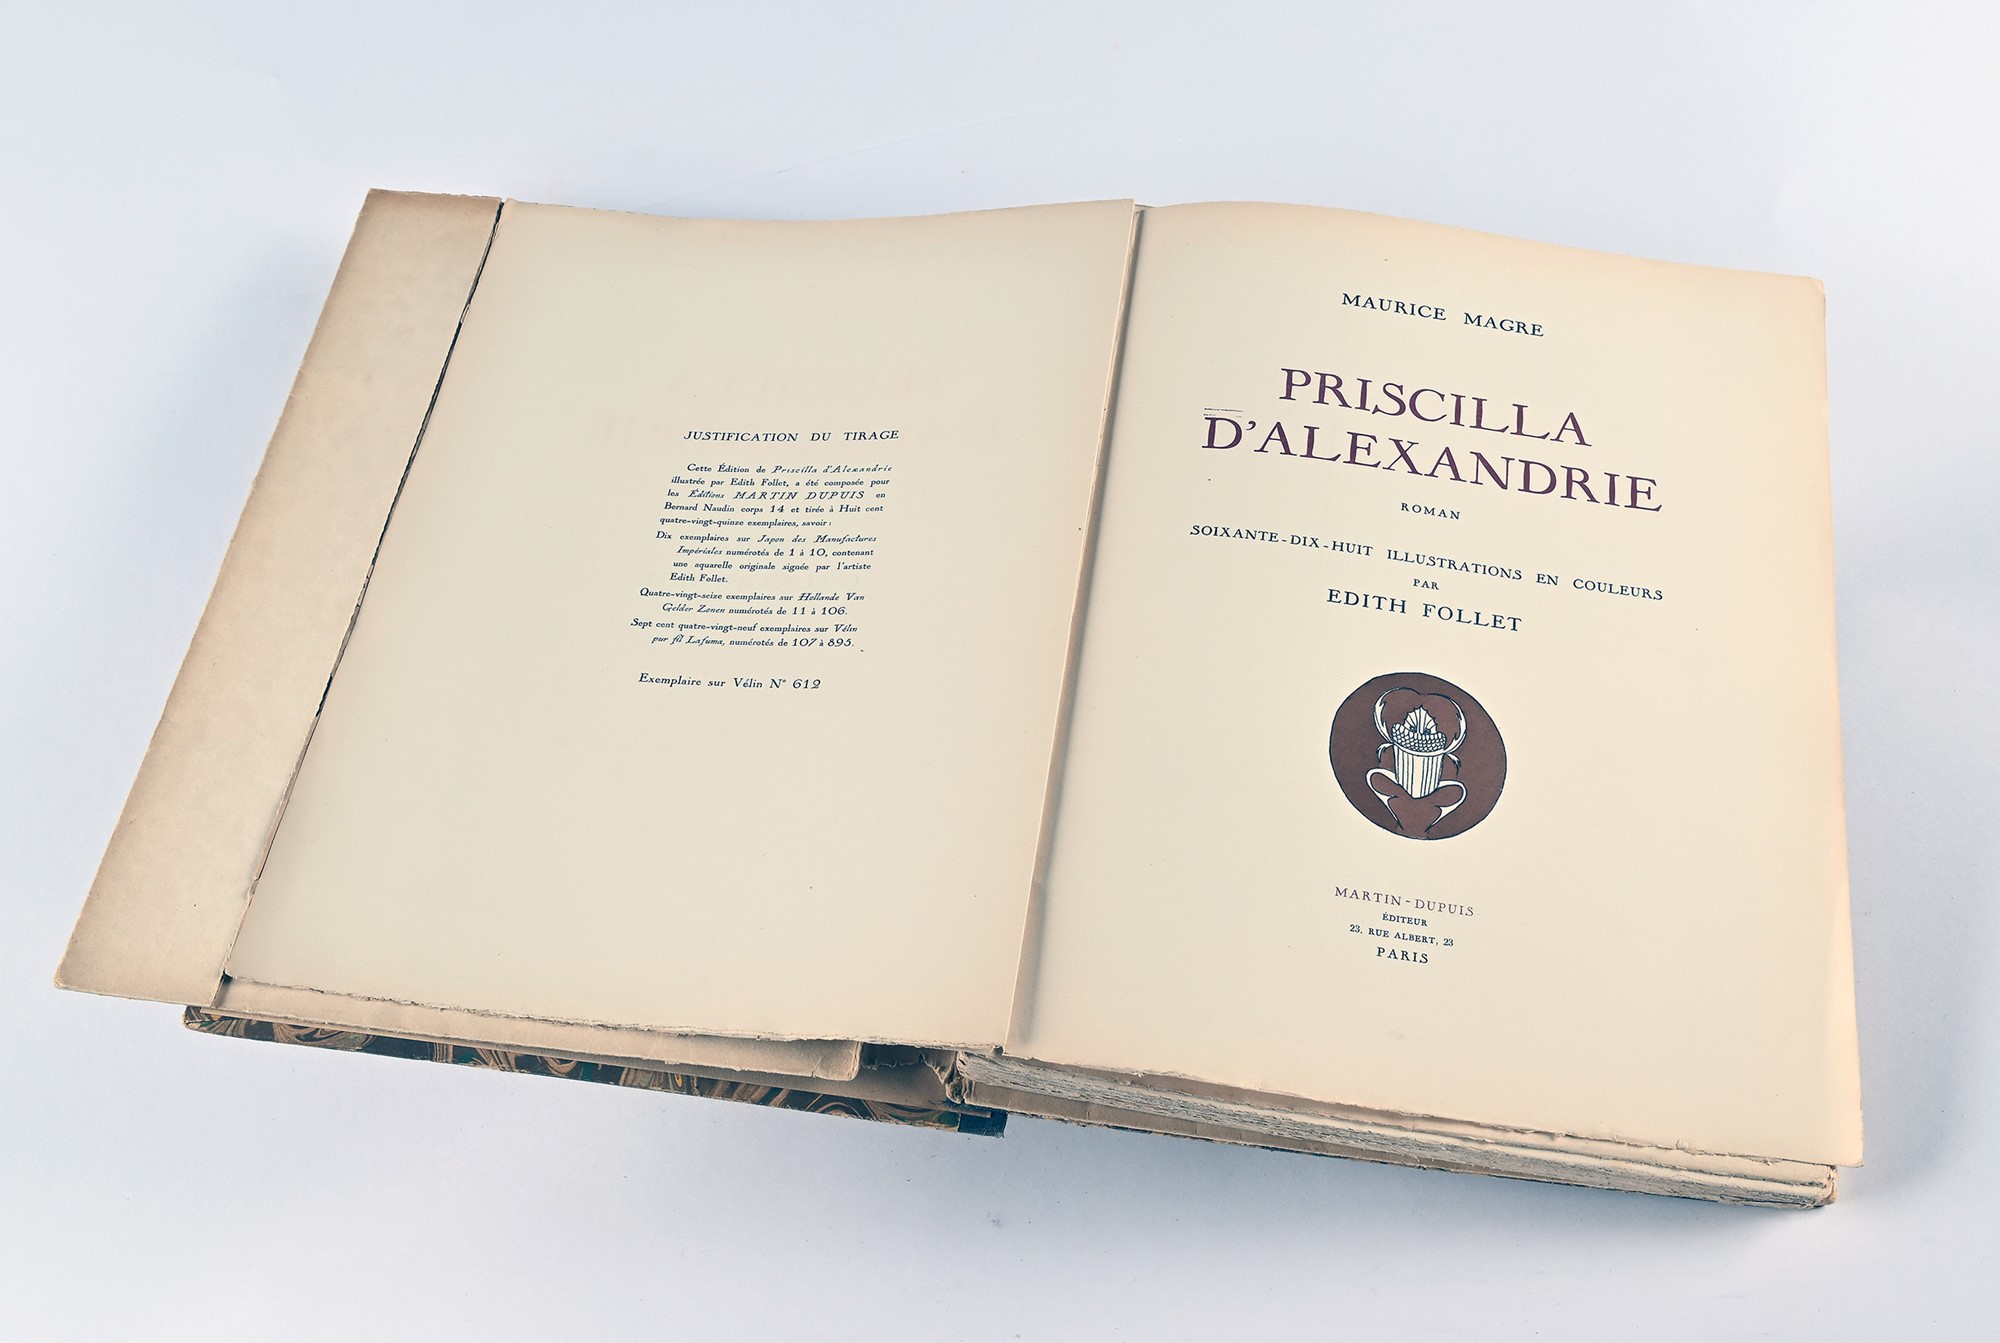 JUSTIFICATION DU TIRAGE
Cette Édition de Priscilla d'Alexandrie
illustrée par Edith Follet, a été composée pour
les Éditions MARTIN DUPUIS en
Bernard Naudin corps 14 et tirée à Huit cent
quatre-vingt-quinze exemplaires, savoir :
Dix exemplaires sur Japon des Manufactures
Impériales numérotés de 1 à 10, contenant
une aquarelle originale signée par l'artiste
Edith Follet.
Quatre-vingt-seize exemplaires sur Hollande Van
Gelder Zonen numérotés de 11 à 106.
Sept cent quatre-vingt-neuf exemplaires sur Vélin
pur fil Lafuma, numérotés de 107 à 895.
Exemplaire sur Vélin N° 612
MAURICE MAGRE
PRISCILLA
D'ALEXANDRIE
ROMAN
SOIXANTE-DIX-HUIT ILLUSTRATIONS EN COULEURS
PAR
EDITH FOLLET
MARTIN-DUPUIS
ÉDITEUR
23, RUE ALBERT, 23
PARIS